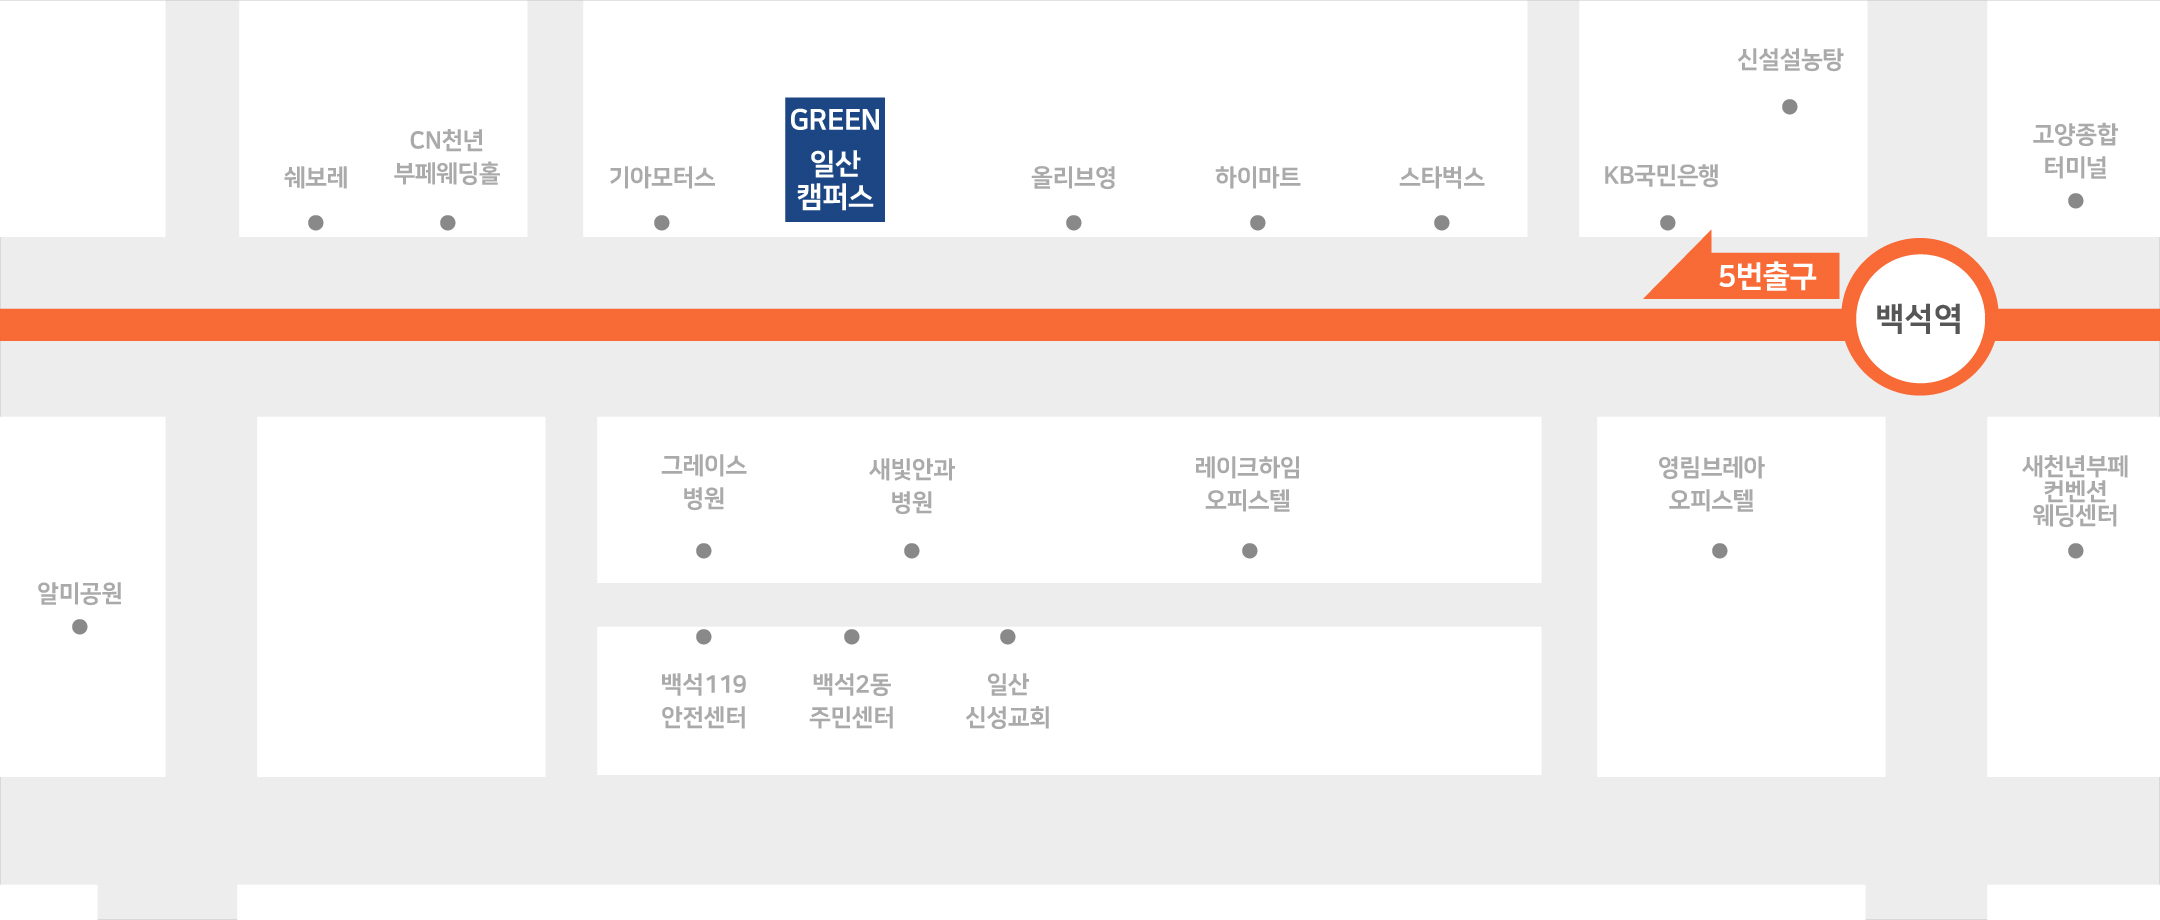 신설설농탕
CN천년
부페웨딩홀
쉐보레
기아모터스
GREEN
일산
캠퍼스
올리브영
하이마트
스타벅스
KB국민은행
고양종합
터미널
5번출구
백석역
그레이스
병원
새빛안과
병원
레이크하임
오피스텔
영림브레아
오피스텔
새천년부페
컨벤션
웨딩센터
알미공원
백석119
안전센터
백석2동
주민센터
일산
신성교회